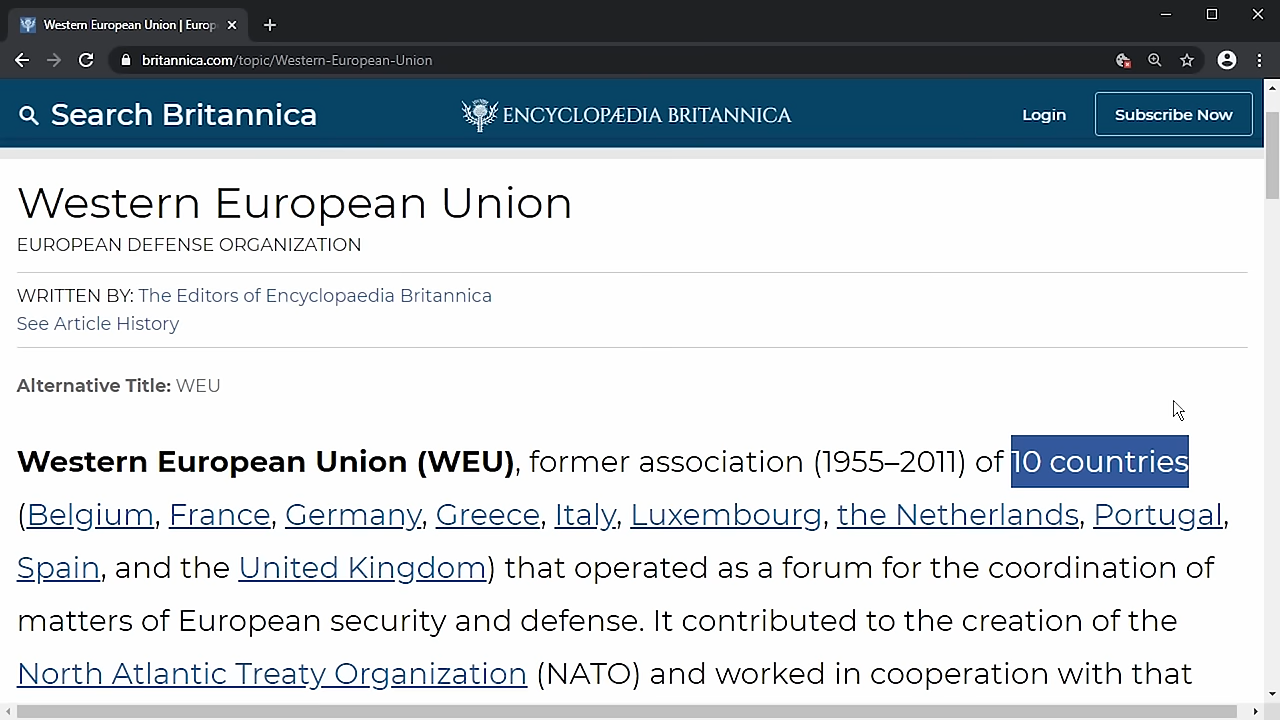 Western European Union | Europ
britannica.com/topic/Western-European-Union
Search Britannica
ENCYCLOPÆDIA BRITANNICA
Login
Subscribe Now
Western European Union
EUROPEAN DEFENSE ORGANIZATION
WRITTEN BY: The Editors of Encyclopaedia Britannica
See Article History
Alternative Title: WEU
Western European Union (WEU), former association (1955–2011) of 10 countries
(Belgium, France, Germany, Greece, Italy, Luxembourg, the Netherlands, Portugal,
Spain, and the United Kingdom) that operated as a forum for the coordination of
matters of European security and defense. It contributed to the creation of the
North Atlantic Treaty Organization (NATO) and worked in cooperation with that